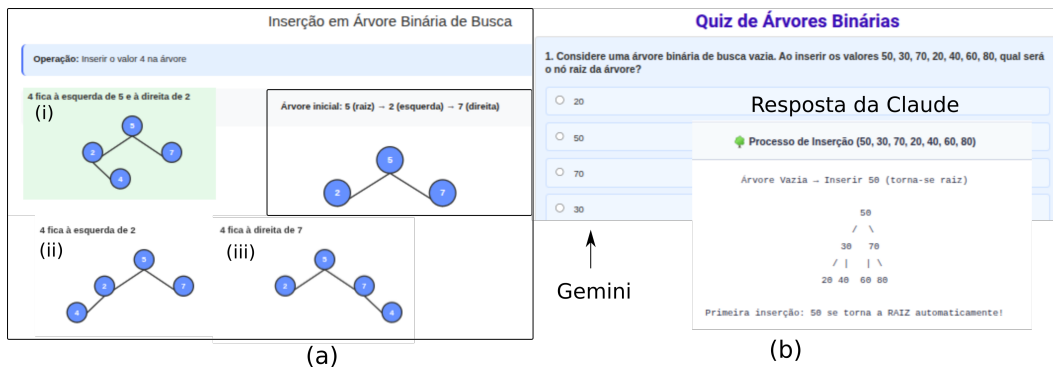 Inserção em Árvore Binária de Busca
Operação: Inserir o valor 4 na árvore
4 fica à esquerda de 5 e à direita de 2
(i)
5
2
7
4
Árvore inicial: 5 (raiz) → 2 (esquerda) → 7 (direita)
5
2
7
4 fica à esquerda de 2
(ii)
5
2
7
4
4 fica à direita de 7
(iii)
5
2
7
4
(a)
Quiz de Árvores Binárias
1. Considere uma árvore binária de busca vazia. Ao inserir os valores 50, 30, 70, 20, 40, 60, 80, qual será
o nó raiz da árvore?
20
50
70
30
Gemini
Resposta da Claude
Processo de Inserção (50, 30, 70, 20, 40, 60, 80)
Árvore Vazia → Inserir 50 (torna-se raiz)
50
/ \
30 70
/ | | \
20 40 60 80
Primeira inserção: 50 se torna a RAIZ automaticamente!
(b)